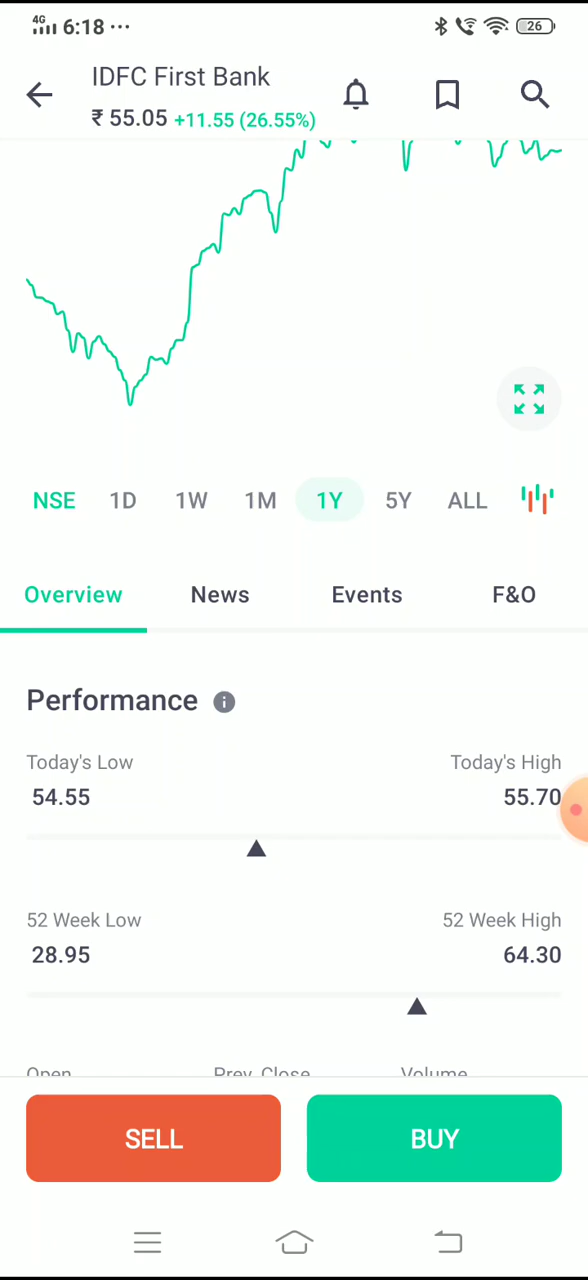 4G 6:18 ··· 26
IDFC First Bank
₹ 55.05 +11.55 (26.55%)
NSE 1D 1W 1M 1Y 5Y ALL
Overview News Events F&O
Performance i
Today's Low Today's High
54.55 55.70
52 Week Low 52 Week High
28.95 64.30
Open Prev. Close Volume
SELL BUY